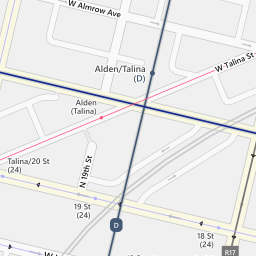 W Almrow Ave
Alden/Talina
(D)
W Talina St
Alden
(Talina)
Talina/20 St
(24)
N 19th St
19 St
(24)
D
18 St
(24)
R17